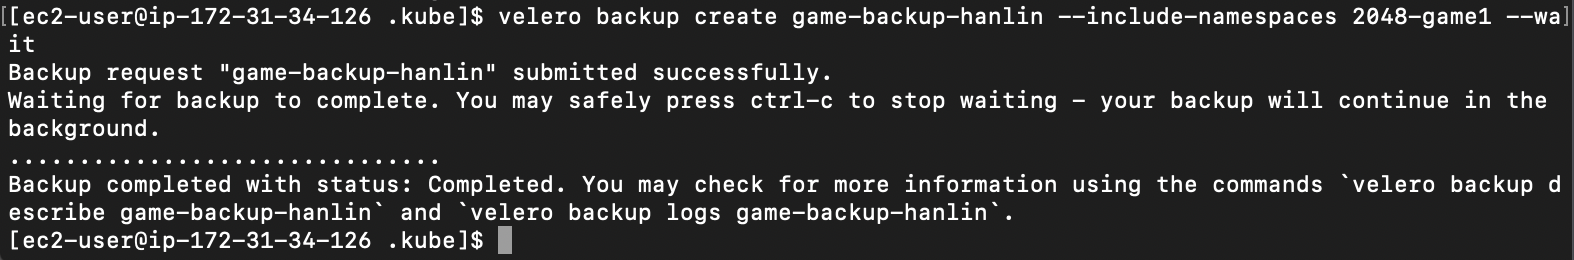 [[ec2-user@ip-172-31-34-126 .kube]$ velero backup create game-backup-hanlin --include-namespaces 2048-game1 --wa]
it
Backup request "game-backup-hanlin" submitted successfully.
Waiting for backup to complete. You may safely press ctrl-c to stop waiting - your backup will continue in the
background.
...............................
Backup completed with status: Completed. You may check for more information using the commands `velero backup d
escribe game-backup-hanlin` and `velero backup logs game-backup-hanlin`.
[ec2-user@ip-172-31-34-126 .kube]$